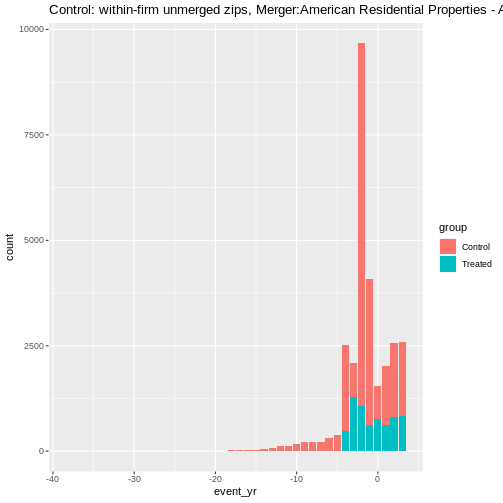 Control: within-firm unmerged zips, Merger:American Residential Properties - A
10000
7500
5000
2500
0
count
-40
-30
-20
-10
0
event_yr
group
Control
Treated